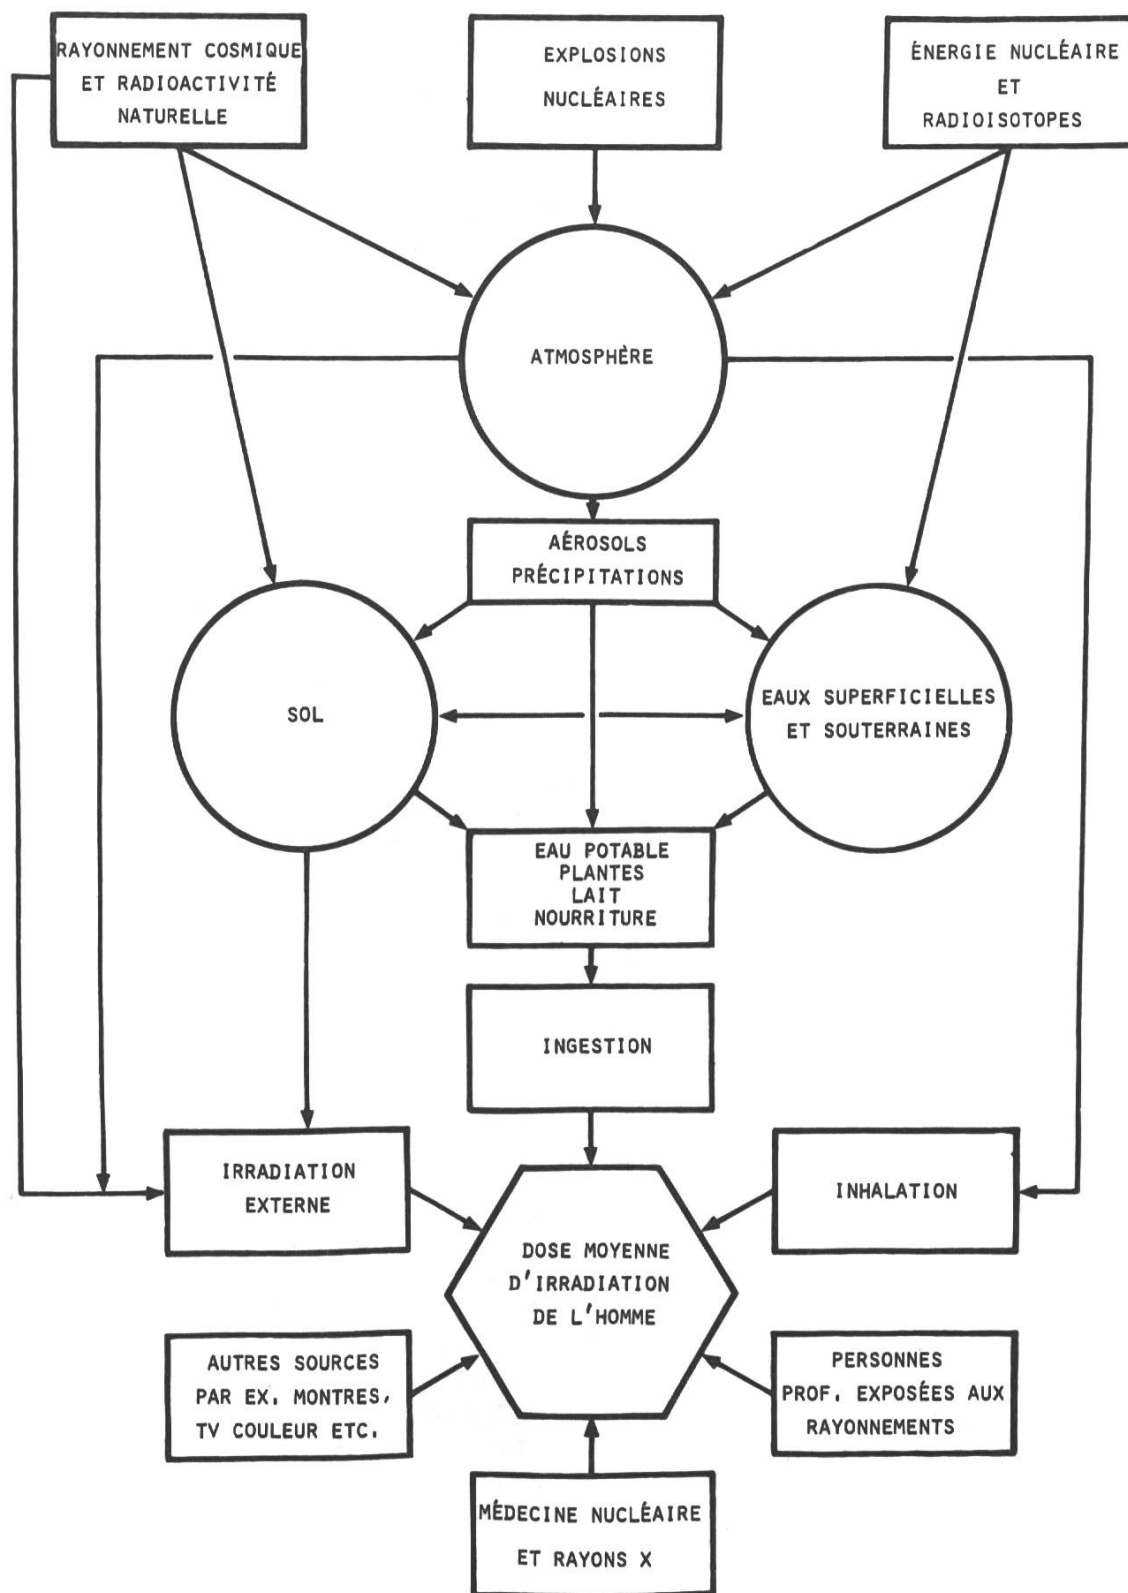 RAYONNEMENT COSMIQUE
ET RADIOACTIVITÉ
NATURELLE
EXPLOSIONS
NUCLÉAIRES
ÉNERGIE NUCLÉAIRE
ET
RADIOISOTOPES
ATMOSPHÈRE
AÉROSOLS
PRÉCIPITATIONS
SOL
EAUX SUPERFICIELLES
ET SOUTERRAINES
EAU POTABLE
PLANTES
LAIT
NOURRITURE
INGESTION
IRRADIATION
EXTERNE
INHALATION
DOSE MOYENNE
D'IRRADIATION
DE L'HOMME
AUTRES SOURCES
PAR EX. MONTRES,
TV COULEUR ETC.
PERSONNES
PROF. EXPOSÉES AUX
RAYONNEMENTS
MÉDECINE NUCLÉAIRE
ET RAYONS X